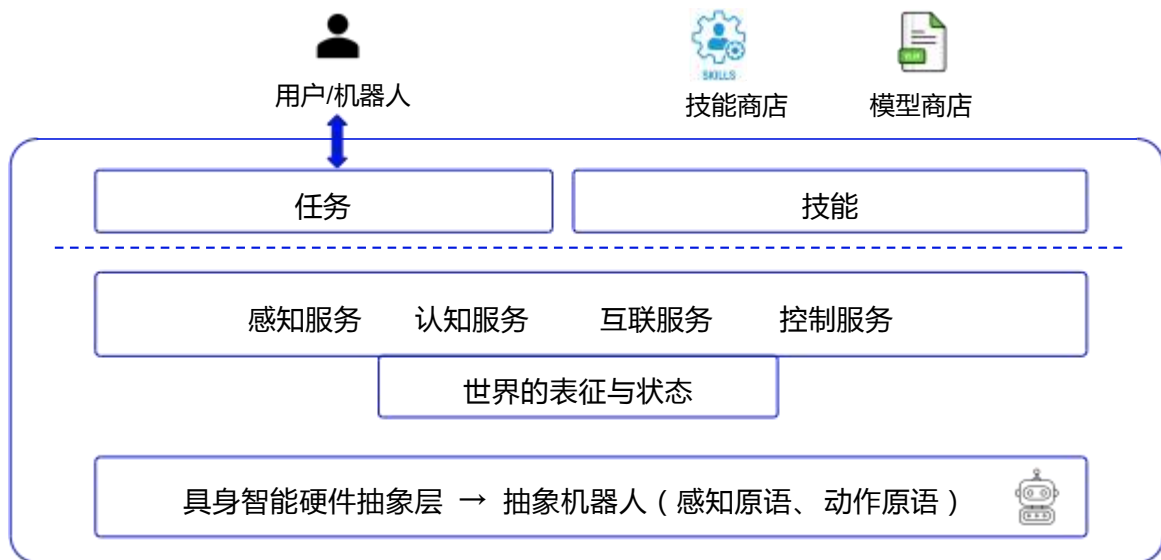 SKILLS
用户/机器人
技能商店
模型商店
任务
技能
感知服务 认知服务 互联服务 控制服务
世界的表征与状态
具身智能硬件抽象层 → 抽象机器人（感知原语、动作原语）